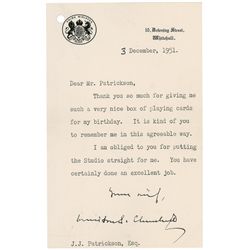 10, Downing Street,
Whitehall.
3 December, 1951.
Dear Mr. Patrickson,
Thank you so much for giving me
such a very nice box of playing cards
for my birthday. It is kind of you
to remember me in this agreeable way.
I am obliged to you for putting
the Studio straight for me. You have
certainly done an excellent job.
Winston S. Churchill
J.J. Patrickson, Esq.